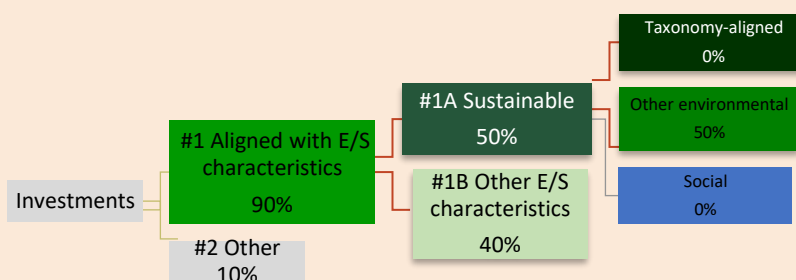 Investments
#1 Aligned with E/S
characteristics
90%
#2 Other
10%
#1A Sustainable
50%
#1B Other E/S
characteristics
40%
Taxonomy-aligned
0%
Other environmental
50%
Social
0%